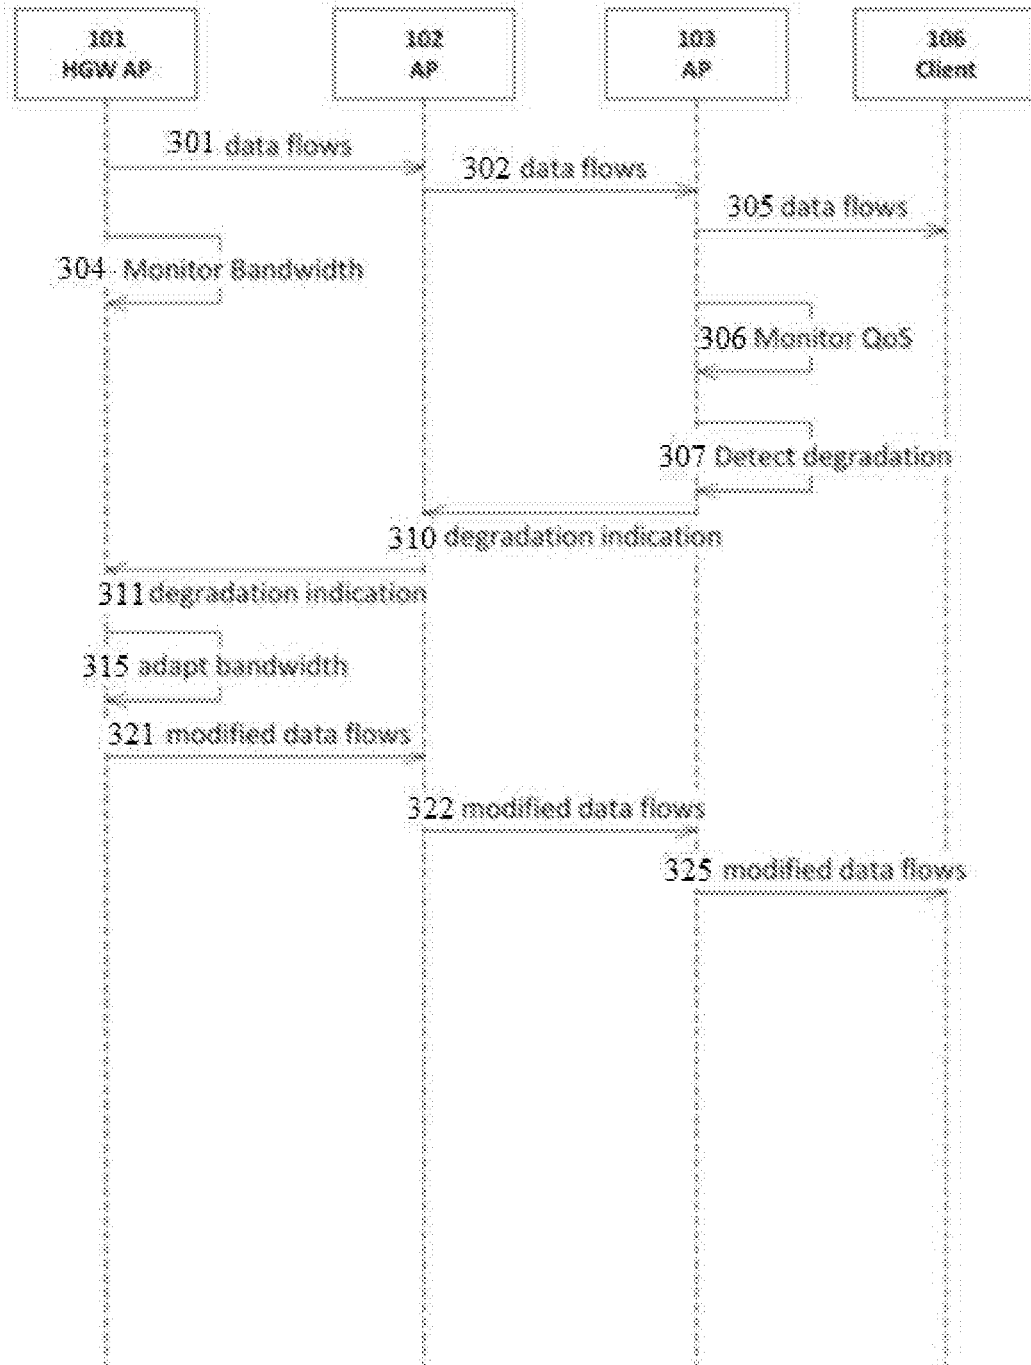 101
HGW AP
102
AP
103
AP
106
Client
301 data flows
302 data flows
305 data flows
304 Monitor Bandwidth
306 Monitor QoS
307 Detect degradation
310 degradation indication
311 degradation indication
315 adapt bandwidth
321 modified data flows
322 modified data flows
325 modified data flows